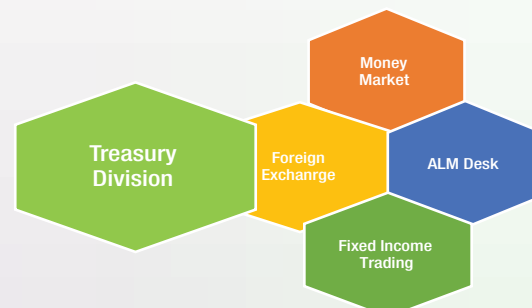 Money
Market
Treasury
Division
Foreign
Exchanrge
ALM Desk
Fixed Income
Trading